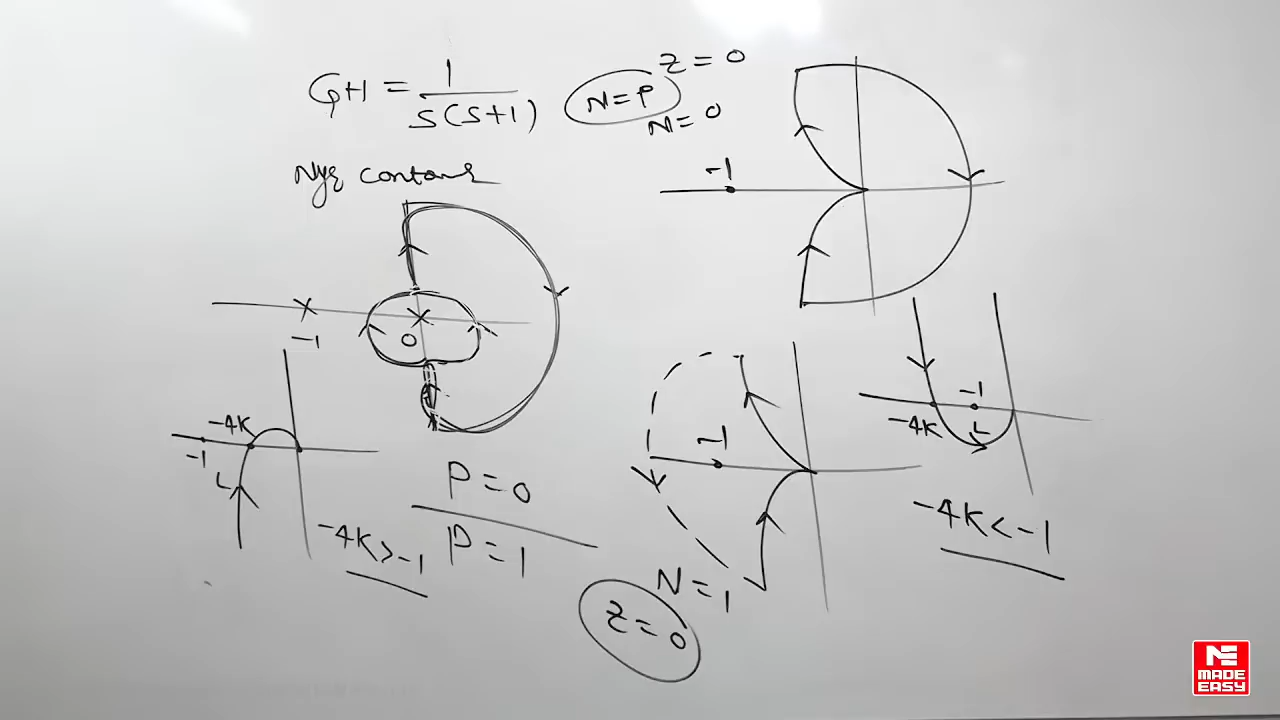 GH = 1 / S(S+1)
N = P
Z = 0
N = 0
Nyq contour
-1
-1
0
-4K
-1
-4K > -1
P = 0
P = 1
-1
N = 1
Z = 0
-1
-4K
-4K < -1
MADE
EASY